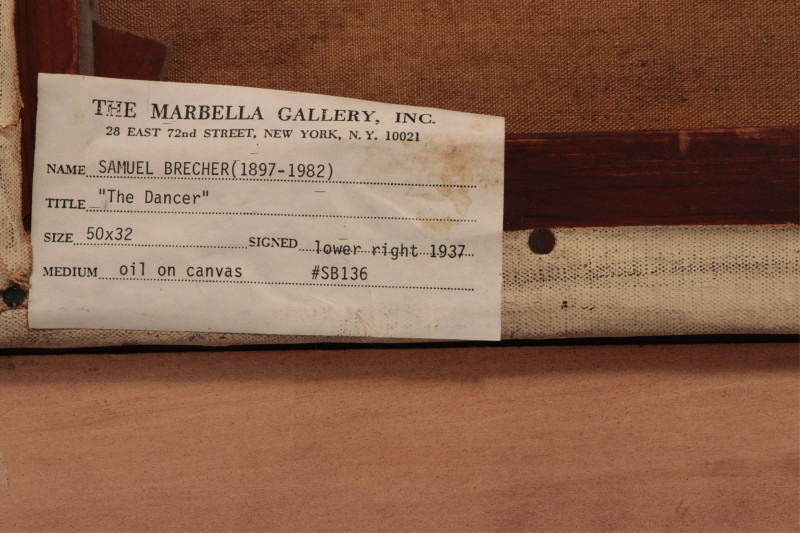 THE MARBELLA GALLERY, INC.
28 EAST 72nd STREET, NEW YORK, N.Y. 10021
NAME SAMUEL BRECHER(1897-1982)
TITLE "The Dancer"
SIZE 50x32 SIGNED lower right 1937
MEDIUM oil on canvas #SB136